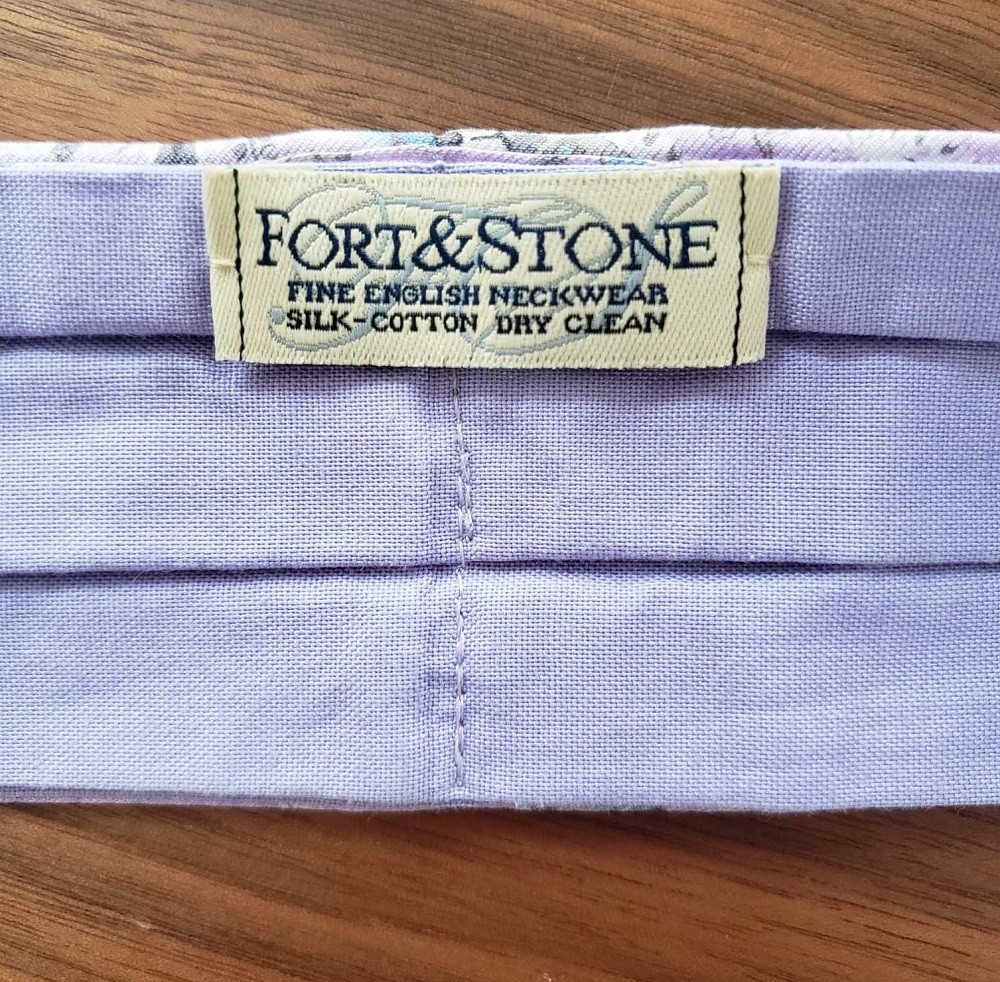 FORT&STONE
FINE ENGLISH NECKWEAR
SILK-COTTON DRY CLEAN